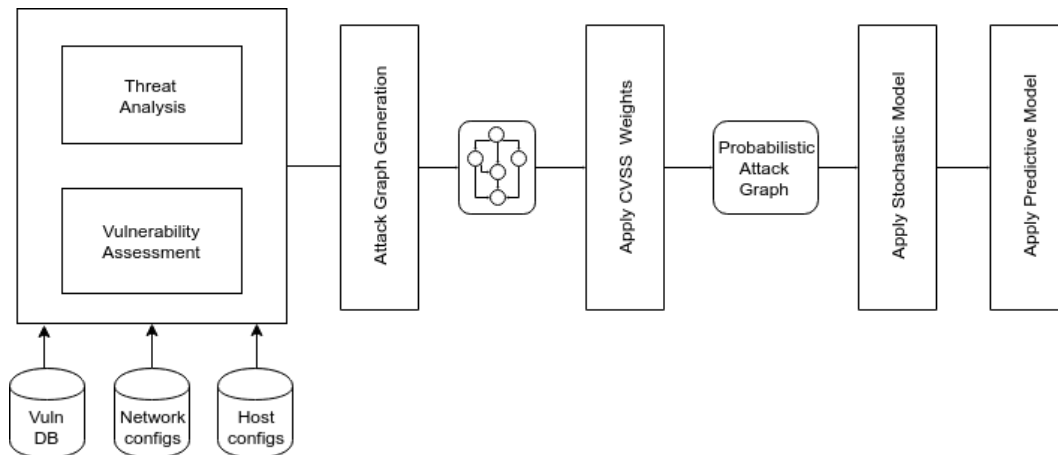 Threat
Analysis
Vulnerability
Assessment
Vuln
DB
Network
configs
Host
configs
Attack Graph Generation
Apply CVSS Weights
Probabilistic
Attack
Graph
Apply Stochastic Model
Apply Predictive Model